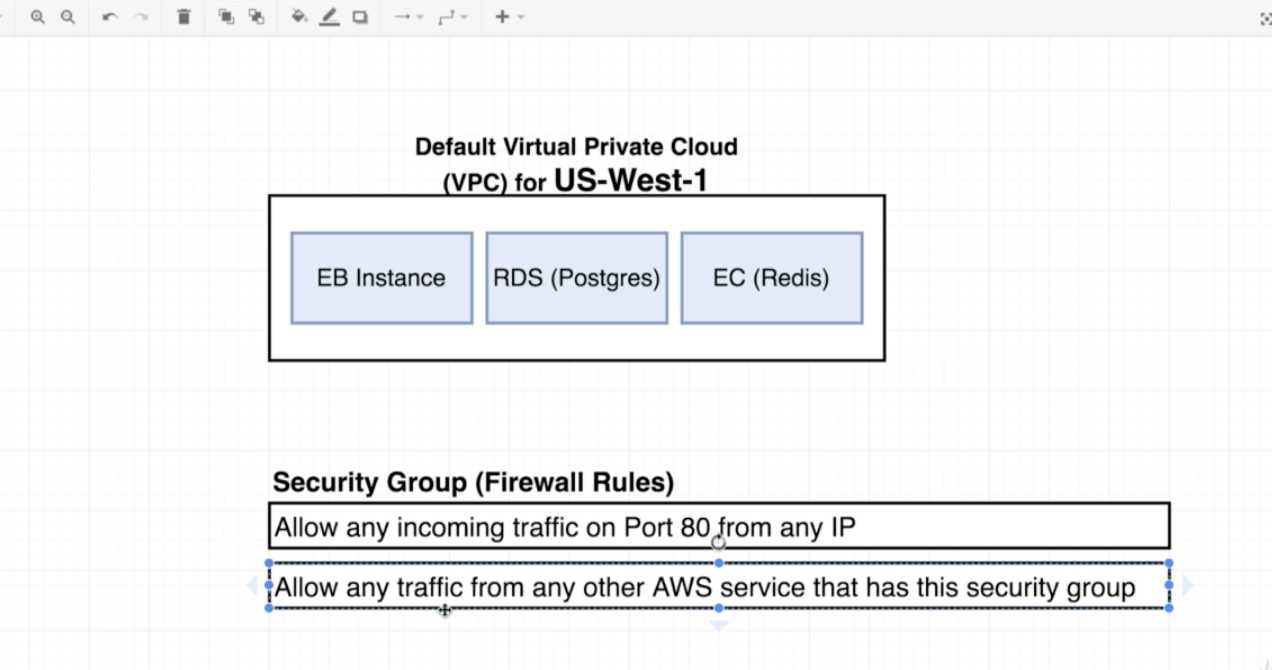 Default Virtual Private Cloud
(VPC) for US-West-1
EB Instance
RDS (Postgres)
EC (Redis)
Security Group (Firewall Rules)
Allow any incoming traffic on Port 80 from any IP
Allow any traffic from any other AWS service that has this security group